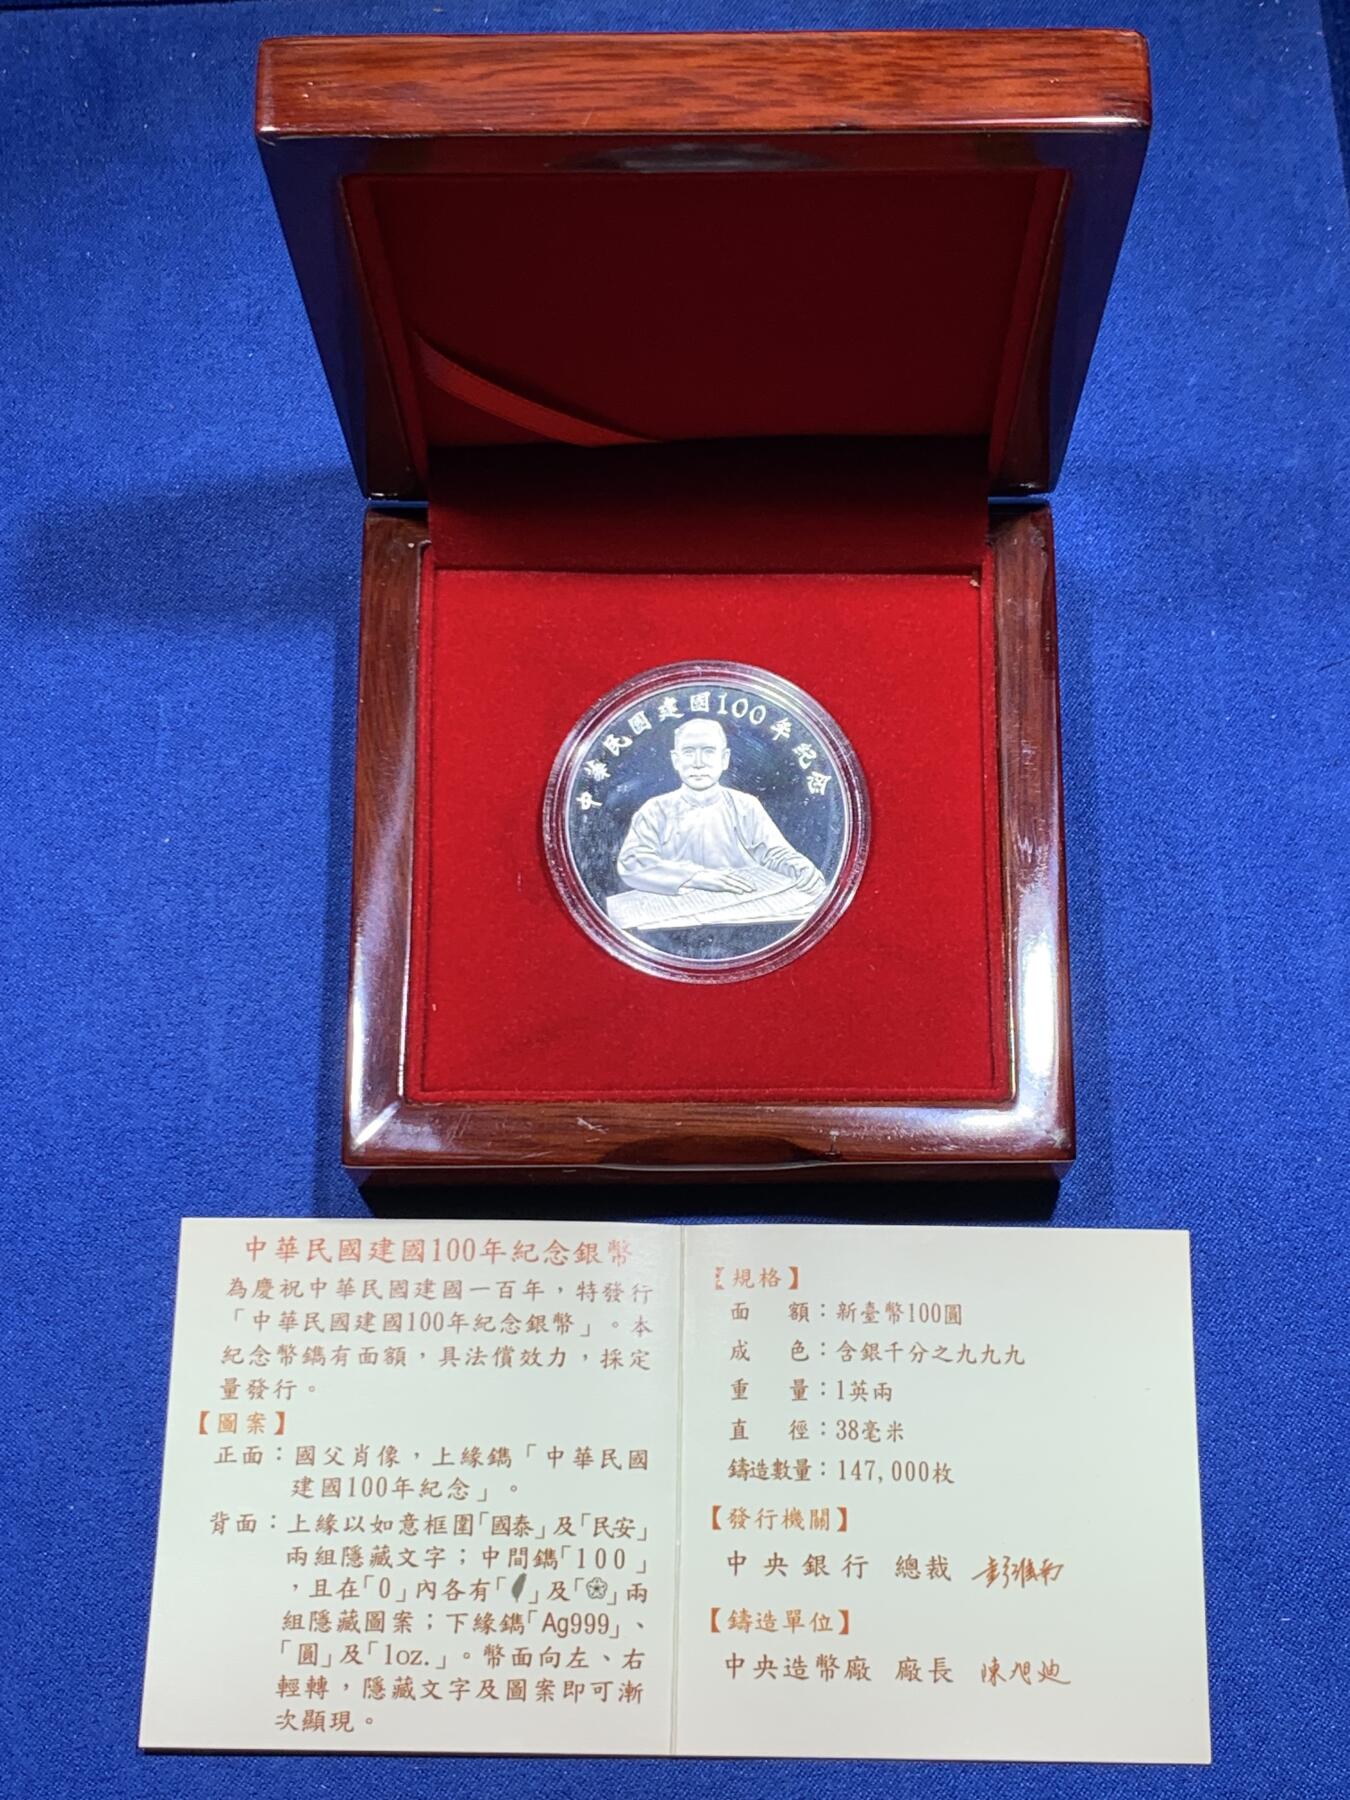 中華民國建國100年紀念
中華民國建國100年紀念銀幣
為慶祝中華民國建國一百年，特發行
「中華民國建國100年紀念銀幣」。本
紀念幣鐫有面額，具法償效力，採定
量發行。
【圖案】
正面：國父肖像，上緣鐫「中華民國
建國100年紀念」。
背面：上緣以如意框圍「國泰」及「民安」
兩組隱藏文字；中間鐫「100」
，且在「0」內各有「」及「」兩
組隱藏圖案；下緣鐫「Ag999」、
「圓」及「1oz.」。幣面向左、右
輕轉，隱藏文字及圖案即可漸
次顯現。
【規格】
面 額：新臺幣100圓
成 色：含銀千分之九九九
重 量：1英兩
直 徑：38毫米
鑄造數量：147,000枚
【發行機關】
中央銀行 總裁 彭淮南
【鑄造單位】
中央造幣廠 廠長 陳旭迪